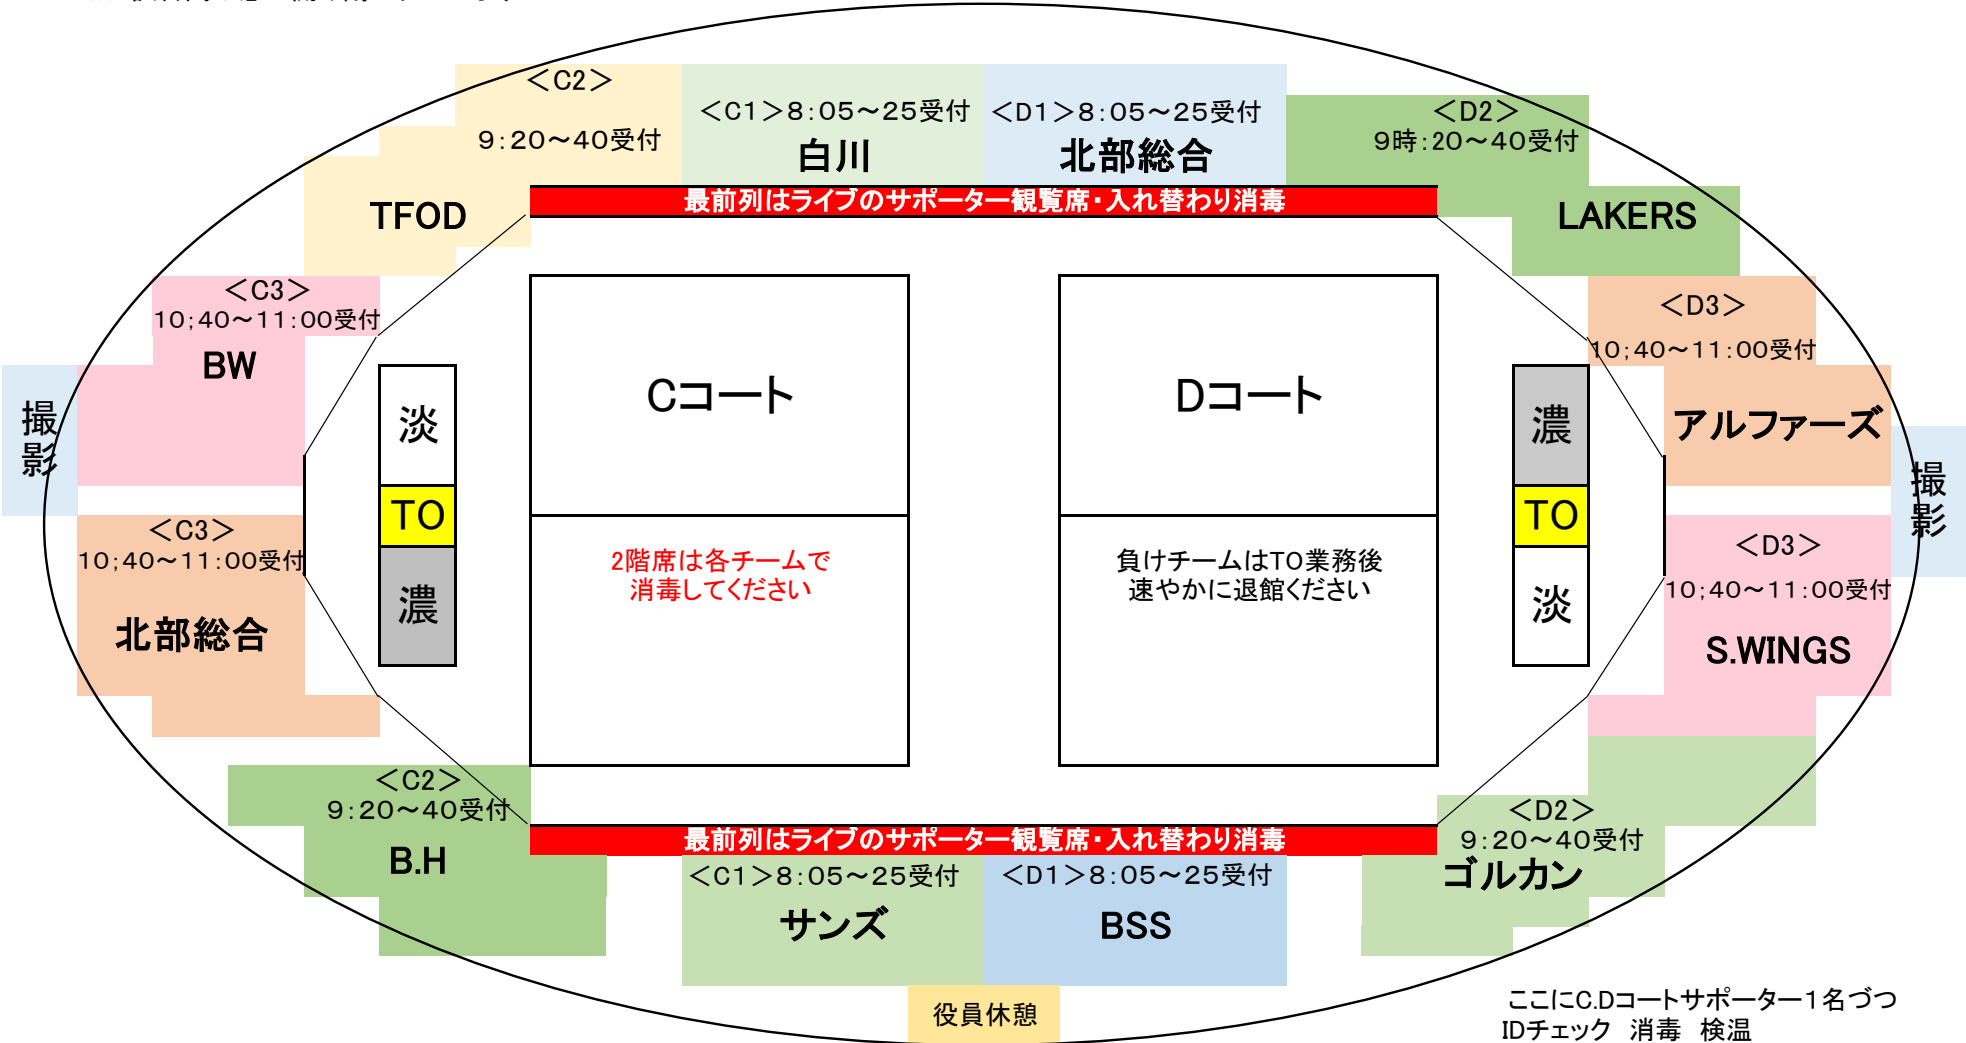 ＜C2＞
9：20～40受付
TFOD
＜C1＞8：05～25受付
白川
＜D1＞8：05～25受付
北部総合
＜D2＞
9時：20～40受付
LAKERS
最前列はライブのサポーター観覧席・入れ替わり消毒
＜C3＞
10；40～11：00受付
BW
＜D3＞
10；40～11：00受付
アルファーズ
撮影
淡
TO
濃
Cコート
Dコート
濃
TO
淡
撮影
2階席は各チームで
消毒してください
負けチームはTO業務後
速やかに退館ください
＜C3＞
10；40～11：00受付
北部総合
＜D3＞
10；40～11：00受付
S.WINGS
＜C2＞
9：20～40受付
B.H
最前列はライブのサポーター観覧席・入れ替わり消毒
＜C1＞8：05～25受付
サンズ
＜D1＞8：05～25受付
BSS
＜D2＞
9：20～40受付
ゴルカン
役員休憩
ここにC.Dコートサポーター１名づつ
IDチェック　消毒　検温